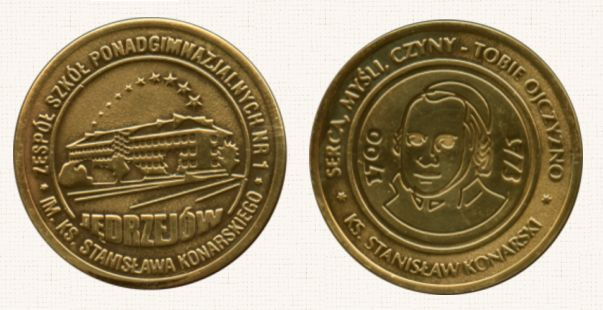 ZESPÓŁ SZKÓŁ PONADGIMNAZJALNYCH NR 1
JĘDRZEJÓW
* IM. KS. STANISŁAWA KONARSKIEGO *
SERCA, MYŚLI, CZYNY - TOBIE OJCZYZNO
1700
1773
* KS. STANISŁAW KONARSKI *